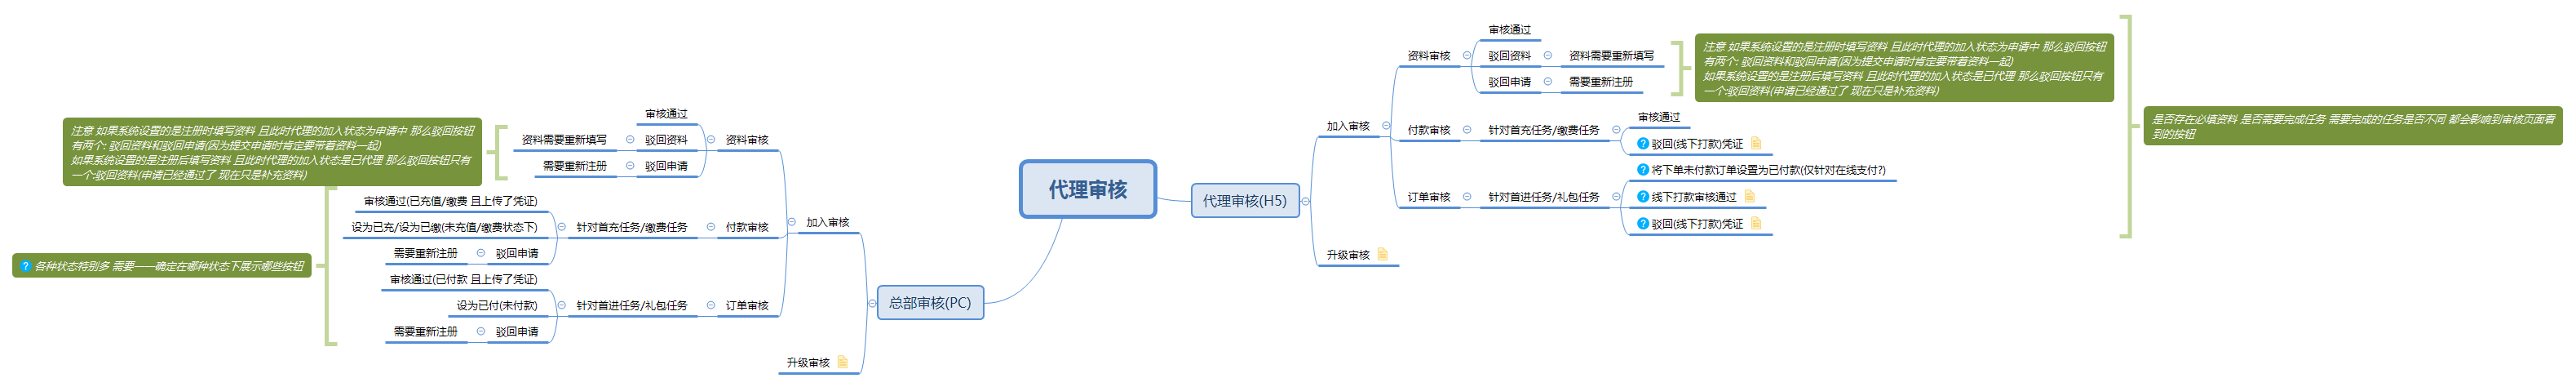 代理审核
代理审核(H5)
加入审核
资料审核
审核通过
驳回资料
资料需要重新填写
驳回申请
需要重新注册
注意 如果系统设置的是注册时填写资料 且此时代理的加入状态为申请中 那么驳回按钮
有两个: 驳回资料和驳回申请(因为提交申请时肯定要带着资料一起)
如果系统设置的是注册后填写资料 且此时代理的加入状态是已代理 那么驳回按钮只有
一个:驳回资料(申请已经通过了 现在只是补充资料)
付款审核
针对首充任务/缴费任务
审核通过
驳回(线下打款)凭证
订单审核
针对首进任务/礼包任务
将下单未付款订单设置为已付款(仅针对在线支付?)
线下打款审核通过
驳回(线下打款)凭证
是否存在必填资料 是否需要完成任务 需要完成的任务是否不同 都会影响到审核页面看
到的按钮
升级审核
总部审核(PC)
加入审核
资料审核
审核通过
驳回资料
资料需要重新填写
驳回申请
需要重新注册
注意 如果系统设置的是注册时填写资料 且此时代理的加入状态为申请中 那么驳回按钮
有两个: 驳回资料和驳回申请(因为提交申请时肯定要带着资料一起)
如果系统设置的是注册后填写资料 且此时代理的加入状态是已代理 那么驳回按钮只有
一个:驳回资料(申请已经通过了 现在只是补充资料)
付款审核
针对首充任务/缴费任务
审核通过(已充值/缴费 且上传了凭证)
设为已充/设为已缴(未充值/缴费状态下)
驳回申请
需要重新注册
订单审核
针对首进任务/礼包任务
审核通过(已付款 且上传了凭证)
设为已付(未付款)
驳回申请
需要重新注册
各种状态特别多 需要一一确定在哪种状态下展示哪些按钮
升级审核